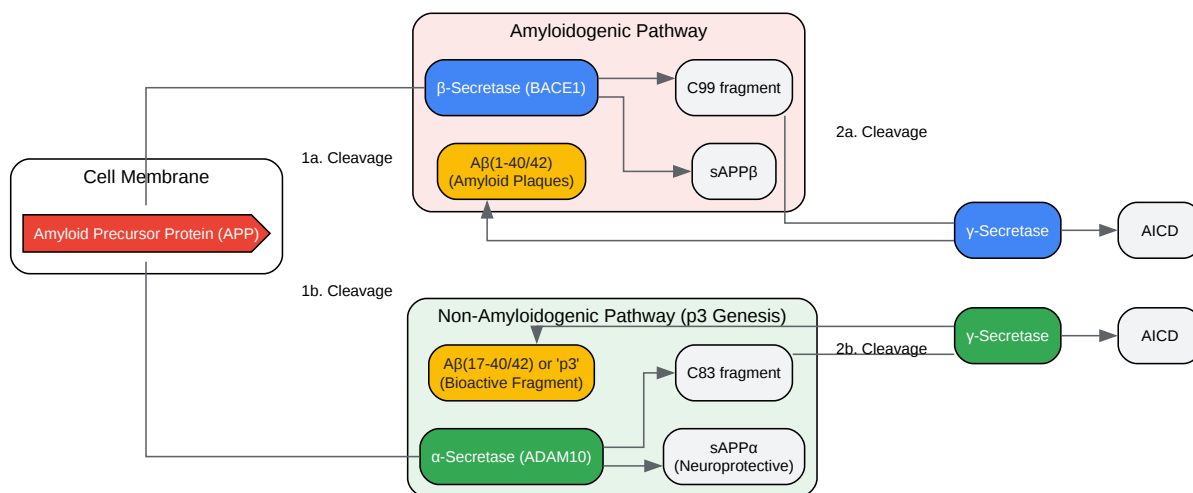 Amyloidogenic Pathway
β-Secretase (BACE1)
C99 fragment
2a. Cleavage
1a. Cleavage
Aβ(1-40/42)
(Amyloid Plaques)
sAPPβ
Cell Membrane
Amyloid Precursor Protein (APP)
γ-Secretase
AICD
1b. Cleavage
Non-Amyloidogenic Pathway (p3 Genesis)
γ-Secretase
AICD
2b. Cleavage
Aβ(17-40/42) or 'p3'
(Bioactive Fragment)
C83 fragment
α-Secretase (ADAM10)
sAPPα
(Neuroprotective)